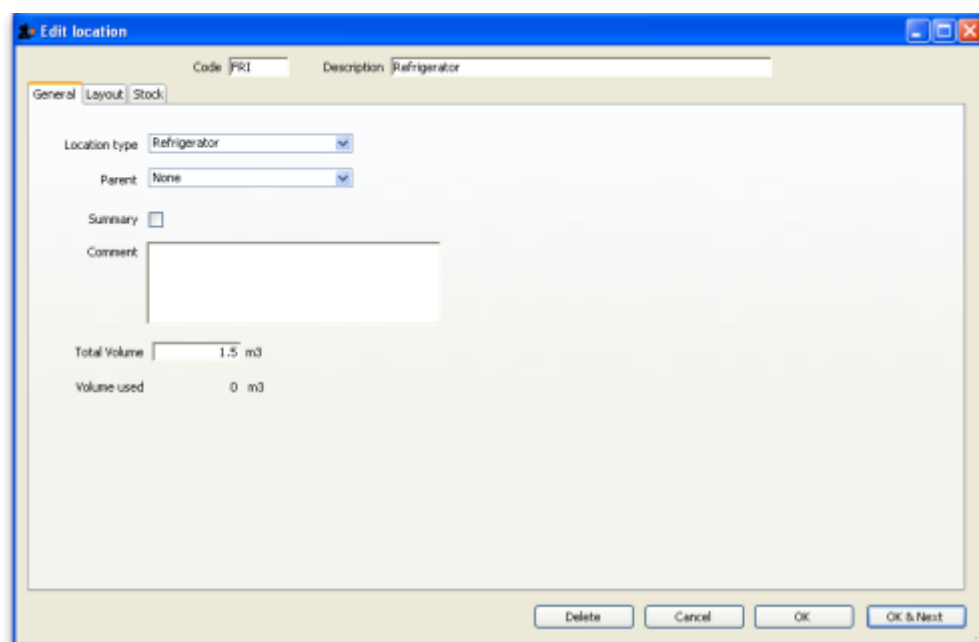 Edit location
Code FRI Description Refrigerator
General Layout Stock
Location type Refrigerator
Parent None
Summary
Comment
Total Volume 1.5 m3
Volume used 0 m3
Delete Cancel OK OK & Next